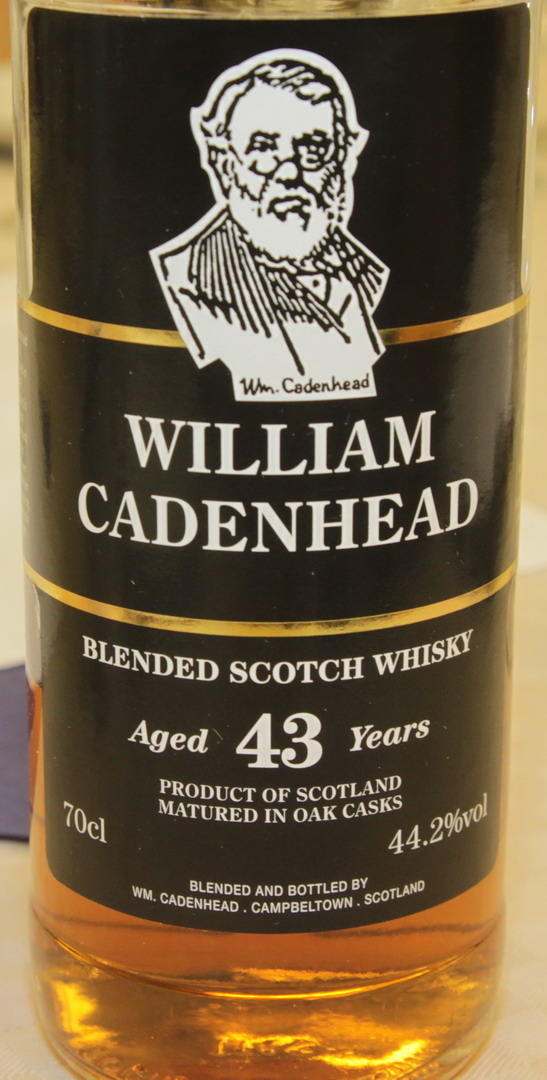 Wm. Cadenhead
WILLIAM
CADENHEAD
BLENDED SCOTCH WHISKY
Aged 43 Years
PRODUCT OF SCOTLAND
MATURED IN OAK CASKS
70cl
44.2%vol
BLENDED AND BOTTLED BY
WM. CADENHEAD . CAMPBELTOWN . SCOTLAND